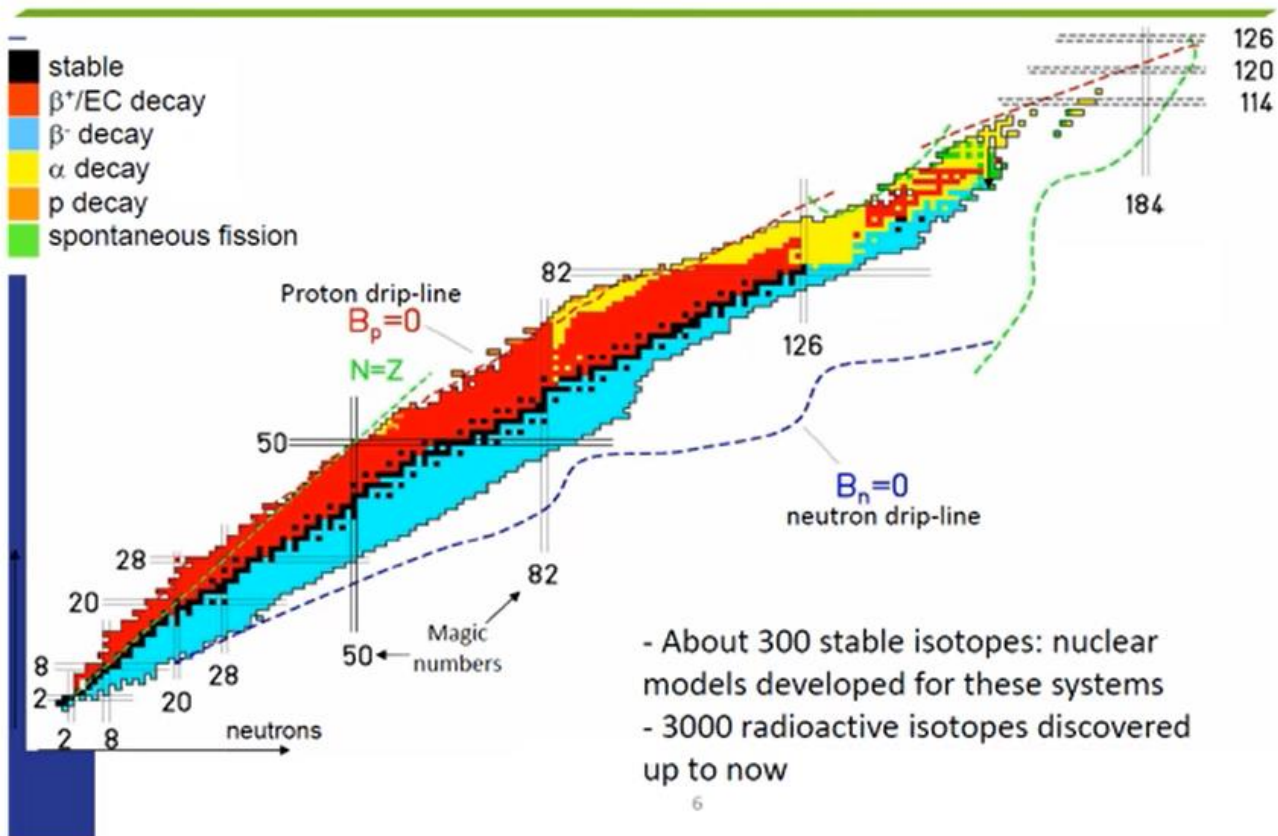 stable
β⁺/EC decay
β⁻ decay
α decay
p decay
spontaneous fission
126
120
114
184
82
Proton drip-line
Bp=0
N=Z
126
50
Bn=0
neutron drip-line
28
82
20
Magic
numbers
50
8
28
2
20
2
8
neutrons
- About 300 stable isotopes: nuclear
models developed for these systems
- 3000 radioactive isotopes discovered
up to now
6